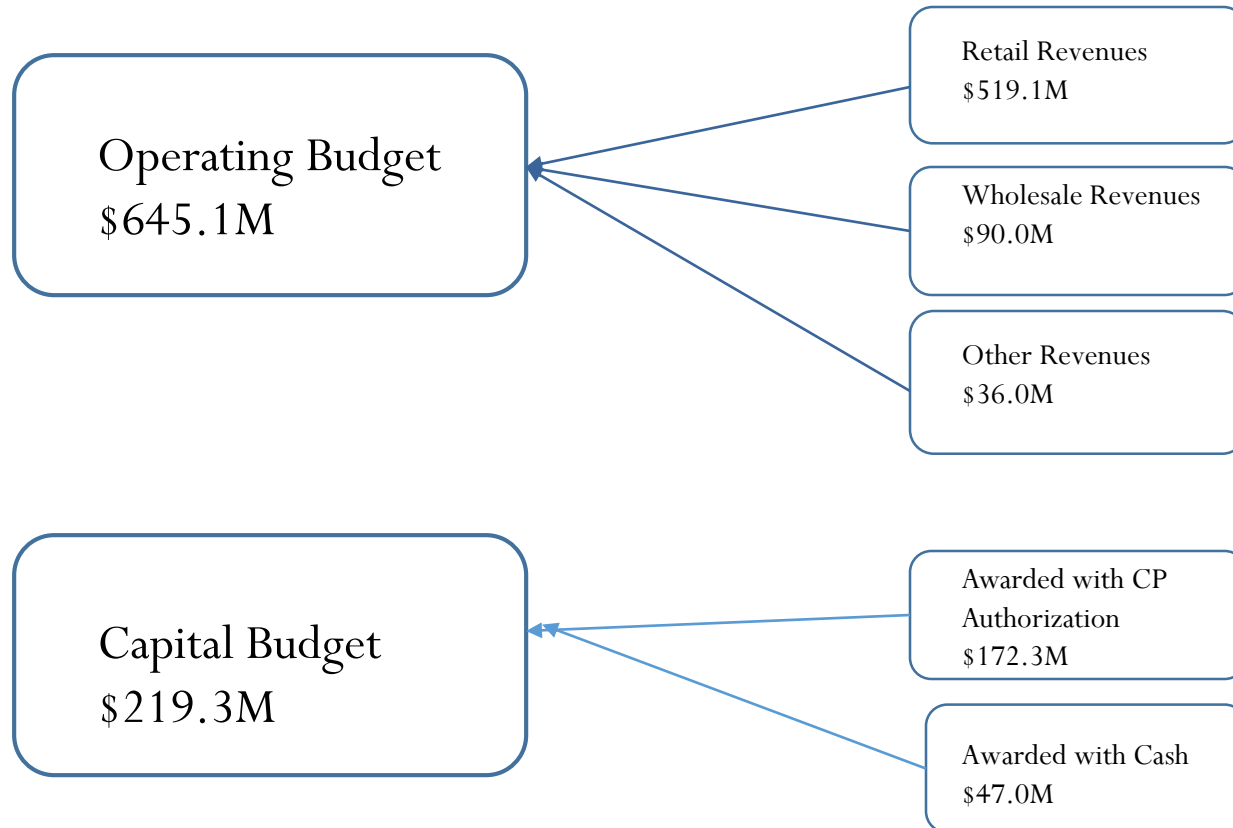 Operating Budget
$645.1M
Retail Revenues
$519.1M
Wholesale Revenues
$90.0M
Other Revenues
$36.0M
Capital Budget
$219.3M
Awarded with CP
Authorization
$172.3M
Awarded with Cash
$47.0M